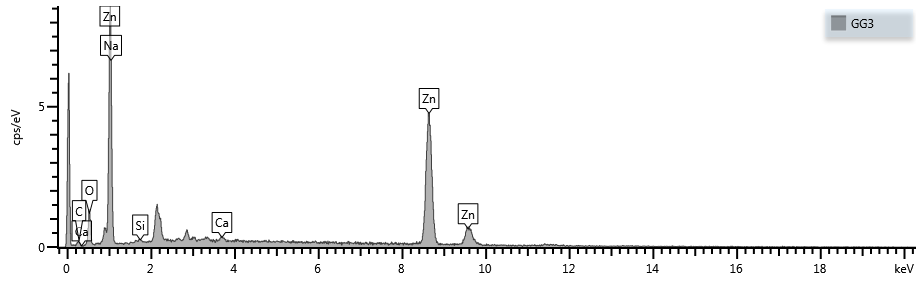 Zn
GG3
Na
cps/eV
5
Zn
O
C
Ca
Si
Ca
Zn
0
0 2 4 6 8 10 12 14 16 18 keV